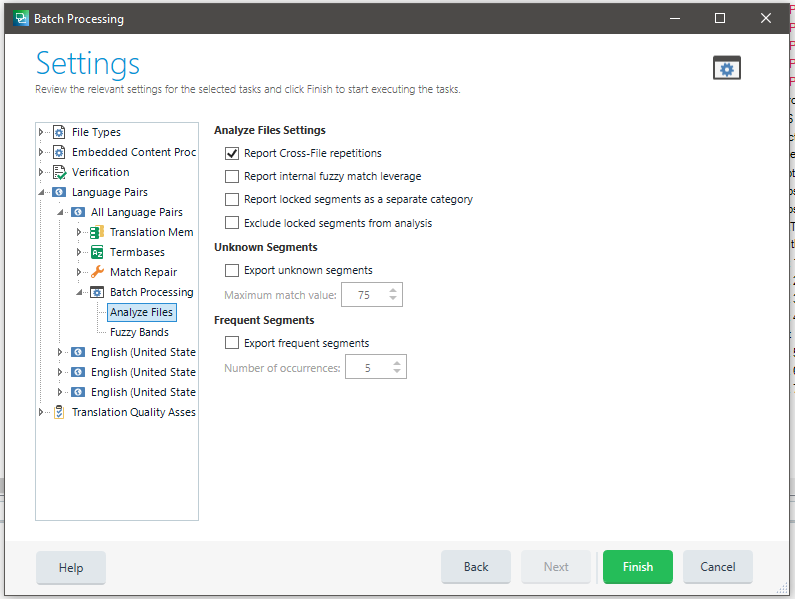 Batch Processing
Settings
Review the relevant settings for the selected tasks and click Finish to start executing the tasks.
File Types
Embedded Content Proc
Verification
Language Pairs
All Language Pairs
Translation Mem
Termbases
Match Repair
Batch Processing
Analyze Files
Fuzzy Bands
English (United State
English (United State
English (United State
Translation Quality Asses
Analyze Files Settings
Report Cross-File repetitions
Report internal fuzzy match leverage
Report locked segments as a separate category
Exclude locked segments from analysis
Unknown Segments
Export unknown segments
Maximum match value: 75
Frequent Segments
Export frequent segments
Number of occurrences: 5
Help
Back
Next
Finish
Cancel